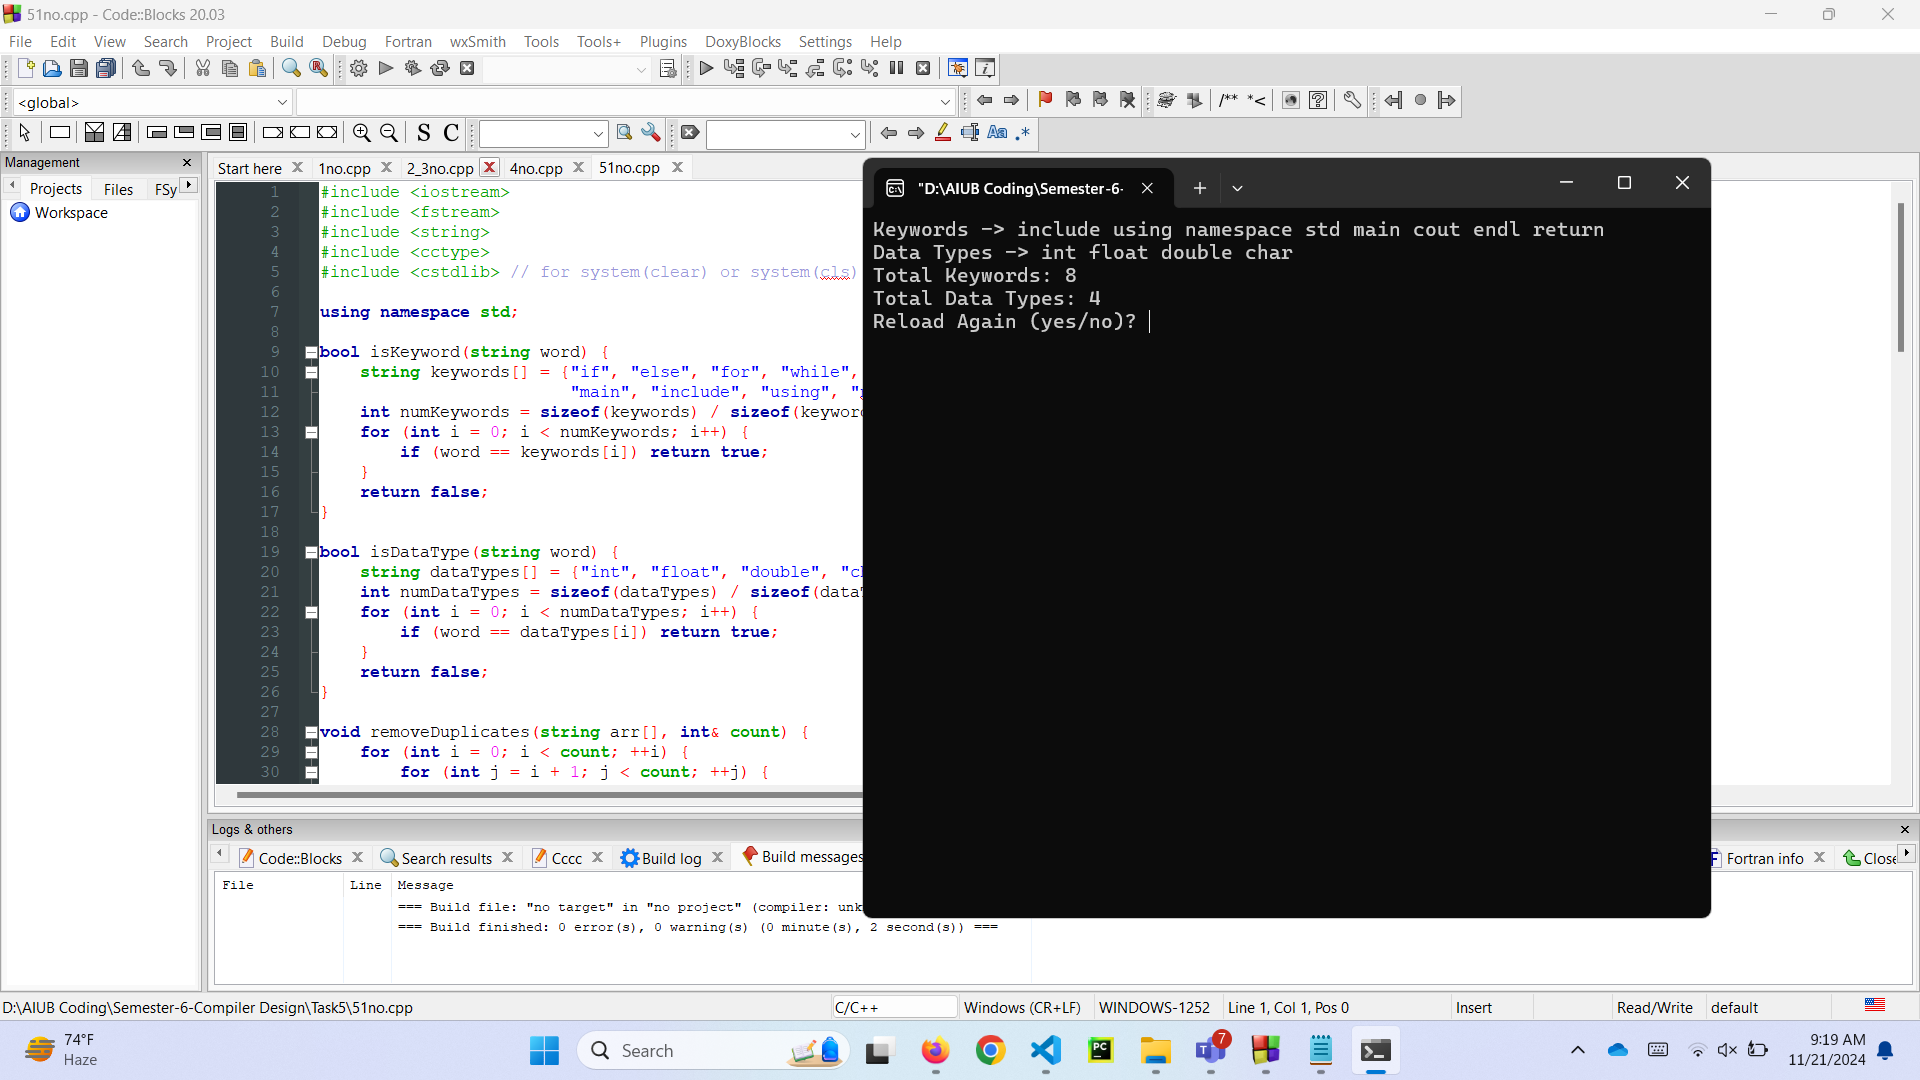 51no.cpp - Code::Blocks 20.03
File Edit View Search Project Build Debug Fortran wxSmith Tools Tools+ Plugins DoxyBlocks Settings Help
<global>
/** *<
S C
Aa .*
Management
Projects Files FSy
Workspace
Start here 1no.cpp 2_3no.cpp 4no.cpp 51no.cpp
1 #include <iostream>
2 #include <fstream>
3 #include <string>
4 #include <cctype>
5 #include <cstdlib> // for system(clear) or system(cls)
6
7 using namespace std;
8
9 bool isKeyword(string word) {
10 string keywords[] = {"if", "else", "for", "while",
11 "main", "include", "using", "
12 int numKeywords = sizeof(keywords) / sizeof(keywor
13 for (int i = 0; i < numKeywords; i++) {
14 if (word == keywords[i]) return true;
15 }
16 return false;
17 }
18
19 bool isDataType(string word) {
20 string dataTypes[] = {"int", "float", "double", "c
21 int numDataTypes = sizeof(dataTypes) / sizeof(data
22 for (int i = 0; i < numDataTypes; i++) {
23 if (word == dataTypes[i]) return true;
24 }
25 return false;
26 }
27
28 void removeDuplicates(string arr[], int& count) {
29 for (int i = 0; i < count; ++i) {
30 for (int j = i + 1; j < count; ++j) {
"D:\AIUB Coding\Semester-6-
Keywords -> include using namespace std main cout endl return
Data Types -> int float double char
Total Keywords: 8
Total Data Types: 4
Reload Again (yes/no)?
Logs & others
Code::Blocks Search results Cccc Build log Build messages Fortran info Close
File Line Message
=== Build file: "no target" in "no project" (compiler: unk
=== Build finished: 0 error(s), 0 warning(s) (0 minute(s), 2 second(s)) ===
D:\AIUB Coding\Semester-6-Compiler Design\Task5\51no.cpp C/C++ Windows (CR+LF) WINDOWS-1252 Line 1, Col 1, Pos 0 Insert Read/Write default
74°F
Haze
Search
PC
7
9:19 AM
11/21/2024